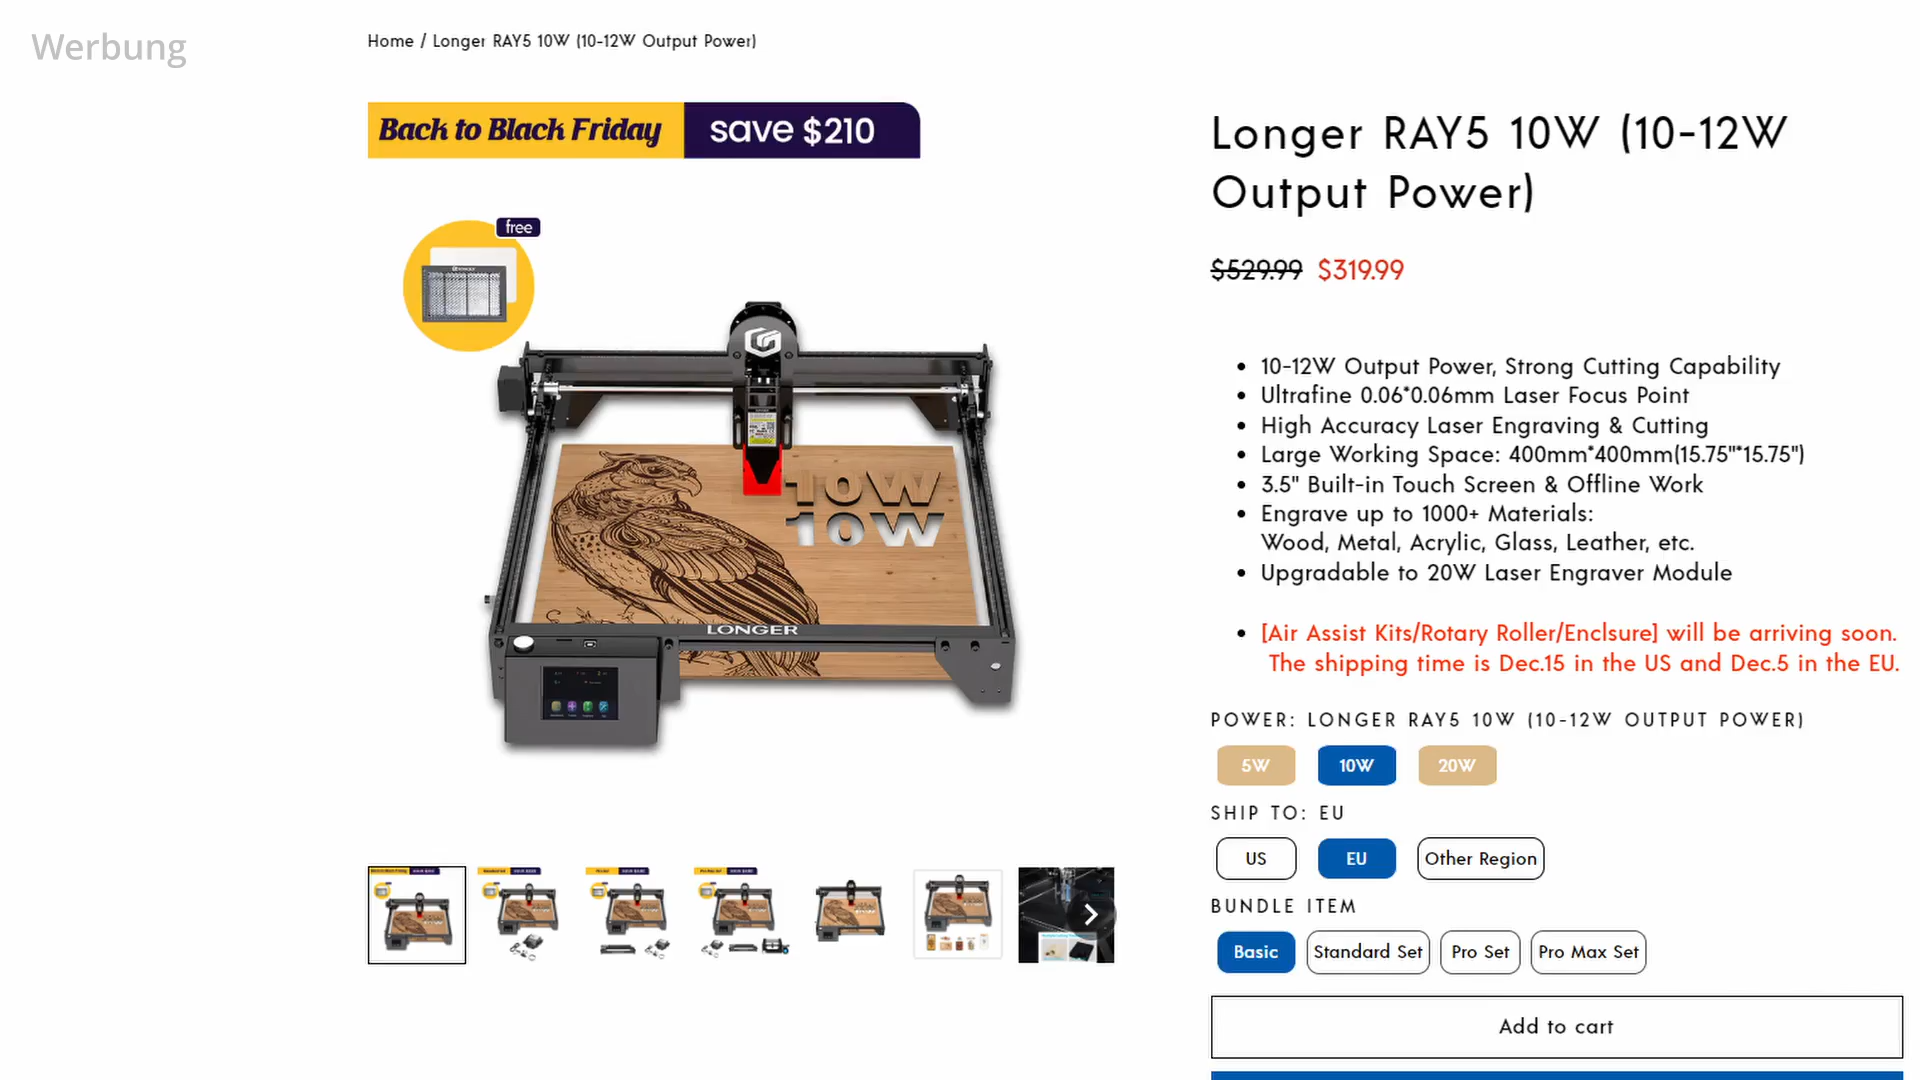 Werbung
Home / Longer RAY5 10W (10-12W Output Power)
Back to Black Friday save $210
free
10W
10W
LONGER
Longer RAY5 10W (10-12W
Output Power)
$529.99 $319.99
• 10-12W Output Power, Strong Cutting Capability
• Ultrafine 0.06*0.06mm Laser Focus Point
• High Accuracy Laser Engraving & Cutting
• Large Working Space: 400mm*400mm(15.75"*15.75")
• 3.5" Built-in Touch Screen & Offline Work
• Engrave up to 1000+ Materials:
Wood, Metal, Acrylic, Glass, Leather, etc.
• Upgradable to 20W Laser Engraver Module
• [Air Assist Kits/Rotary Roller/Enclsure] will be arriving soon.
The shipping time is Dec.15 in the US and Dec.5 in the EU.
POWER: LONGER RAY5 10W (10-12W OUTPUT POWER)
5W 10W 20W
SHIP TO: EU
US EU Other Region
BUNDLE ITEM
Basic Standard Set Pro Set Pro Max Set
Add to cart